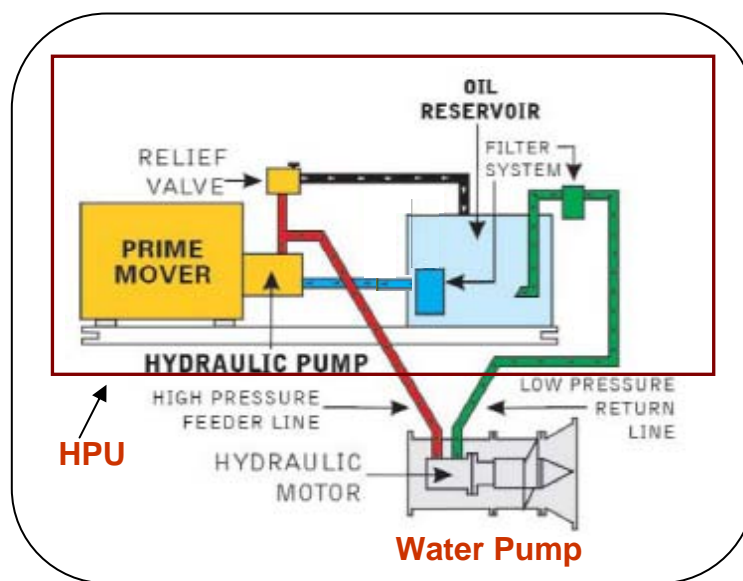 OIL
RESERVOIR
RELIEF
VALVE
FILTER
SYSTEM
PRIME
MOVER
HYDRAULIC PUMP
HIGH PRESSURE
FEEDER LINE
LOW PRESSURE
RETURN
LINE
HPU
HYDRAULIC
MOTOR
Water Pump